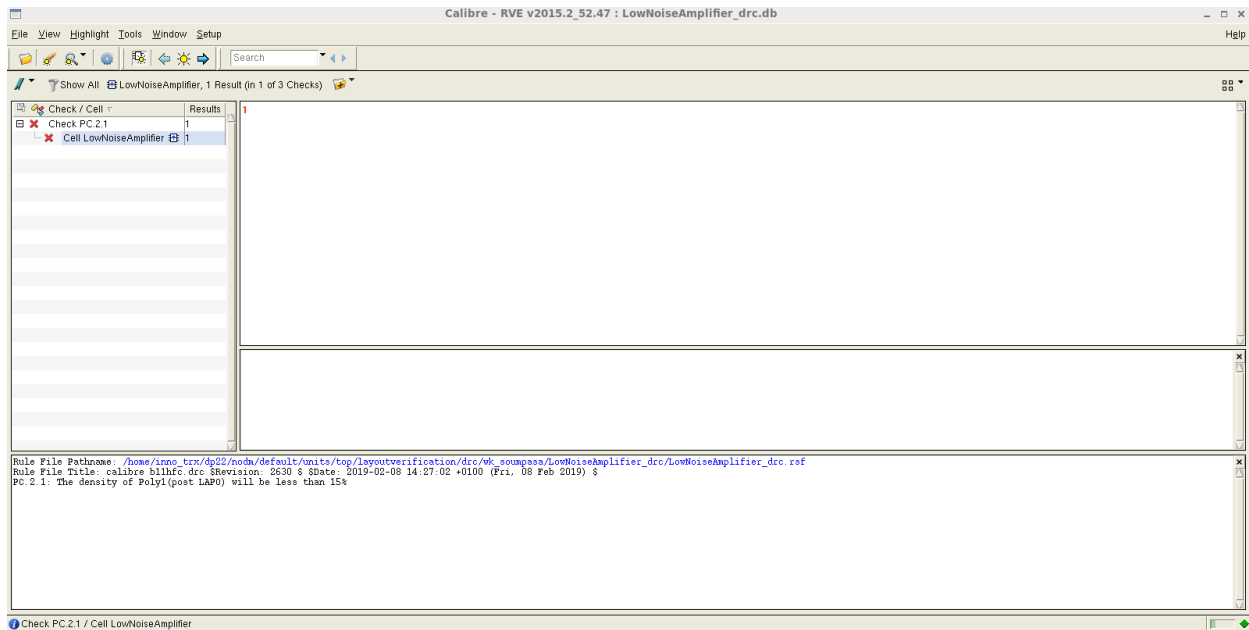 Calibre - RVE v2015.2_52.47 : LowNoiseAmplifier_drc.db
File View Highlight Tools Window Setup Help
Search
Show All LowNoiseAmplifier, 1 Result (in 1 of 3 Checks)
Check / Cell Results
Check PC.2.1 1
Cell LowNoiseAmplifier 1
1
Rule File Pathname: /home/inno_trx/dp22/nodm/default/units/top/layoutverification/drc/wk_soumpasa/LowNoiseAmplifier_drc/LowNoiseAmplifier_drc.rsf
Rule File Title: calibre b11hfc.drc $Revision: 2630 $ $Date: 2019-02-08 14:27:02 +0100 (Fri, 08 Feb 2019) $
PC.2.1: The density of Poly1(post LAPO) will be less than 15%
Check PC.2.1 / Cell LowNoiseAmplifier